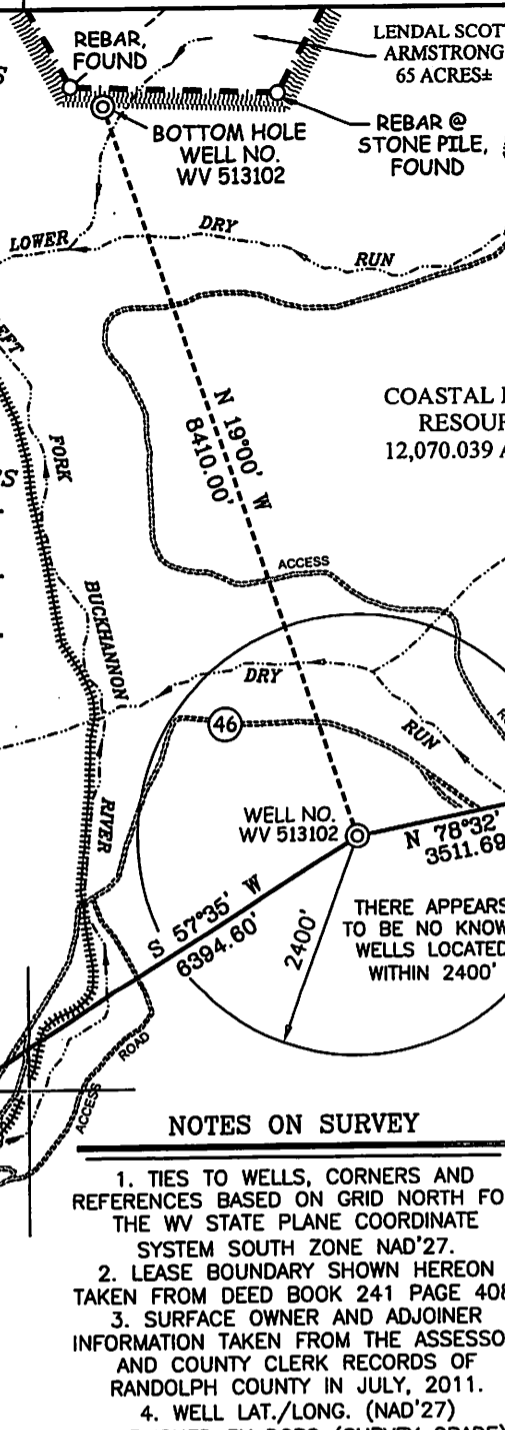 LENDAL SCOT
ARMSTRONG
65 ACRES±
REBAR,
FOUND
BOTTOM HOLE
WELL NO.
WV 513102
REBAR @
STONE PILE,
FOUND
LOWER
DRY
RUN
N 19°00' W
8410.00'
COASTAL
RESOU
12,070.039 A
FORK
ACCESS
BUCKHANNON
RIVER
DRY
RUN
46
WELL NO.
WV 513102
N 78°32'
3511.69
S 57°35' W
6394.60'
2400'
THERE APPEARS
TO BE NO KNOW
WELLS LOCATED
WITHIN 2400'
ACCESS
ROAD
NOTES ON SURVEY
1. TIES TO WELLS, CORNERS AND
REFERENCES BASED ON GRID NORTH FO
THE WV STATE PLANE COORDINATE
SYSTEM SOUTH ZONE NAD'27.
2. LEASE BOUNDARY SHOWN HEREON
TAKEN FROM DEED BOOK 241 PAGE 408
3. SURFACE OWNER AND ADJOINER
INFORMATION TAKEN FROM THE ASSESSO
AND COUNTY CLERK RECORDS OF
RANDOLPH COUNTY IN JULY, 2011.
4. WELL LAT./LONG. (NAD'27)